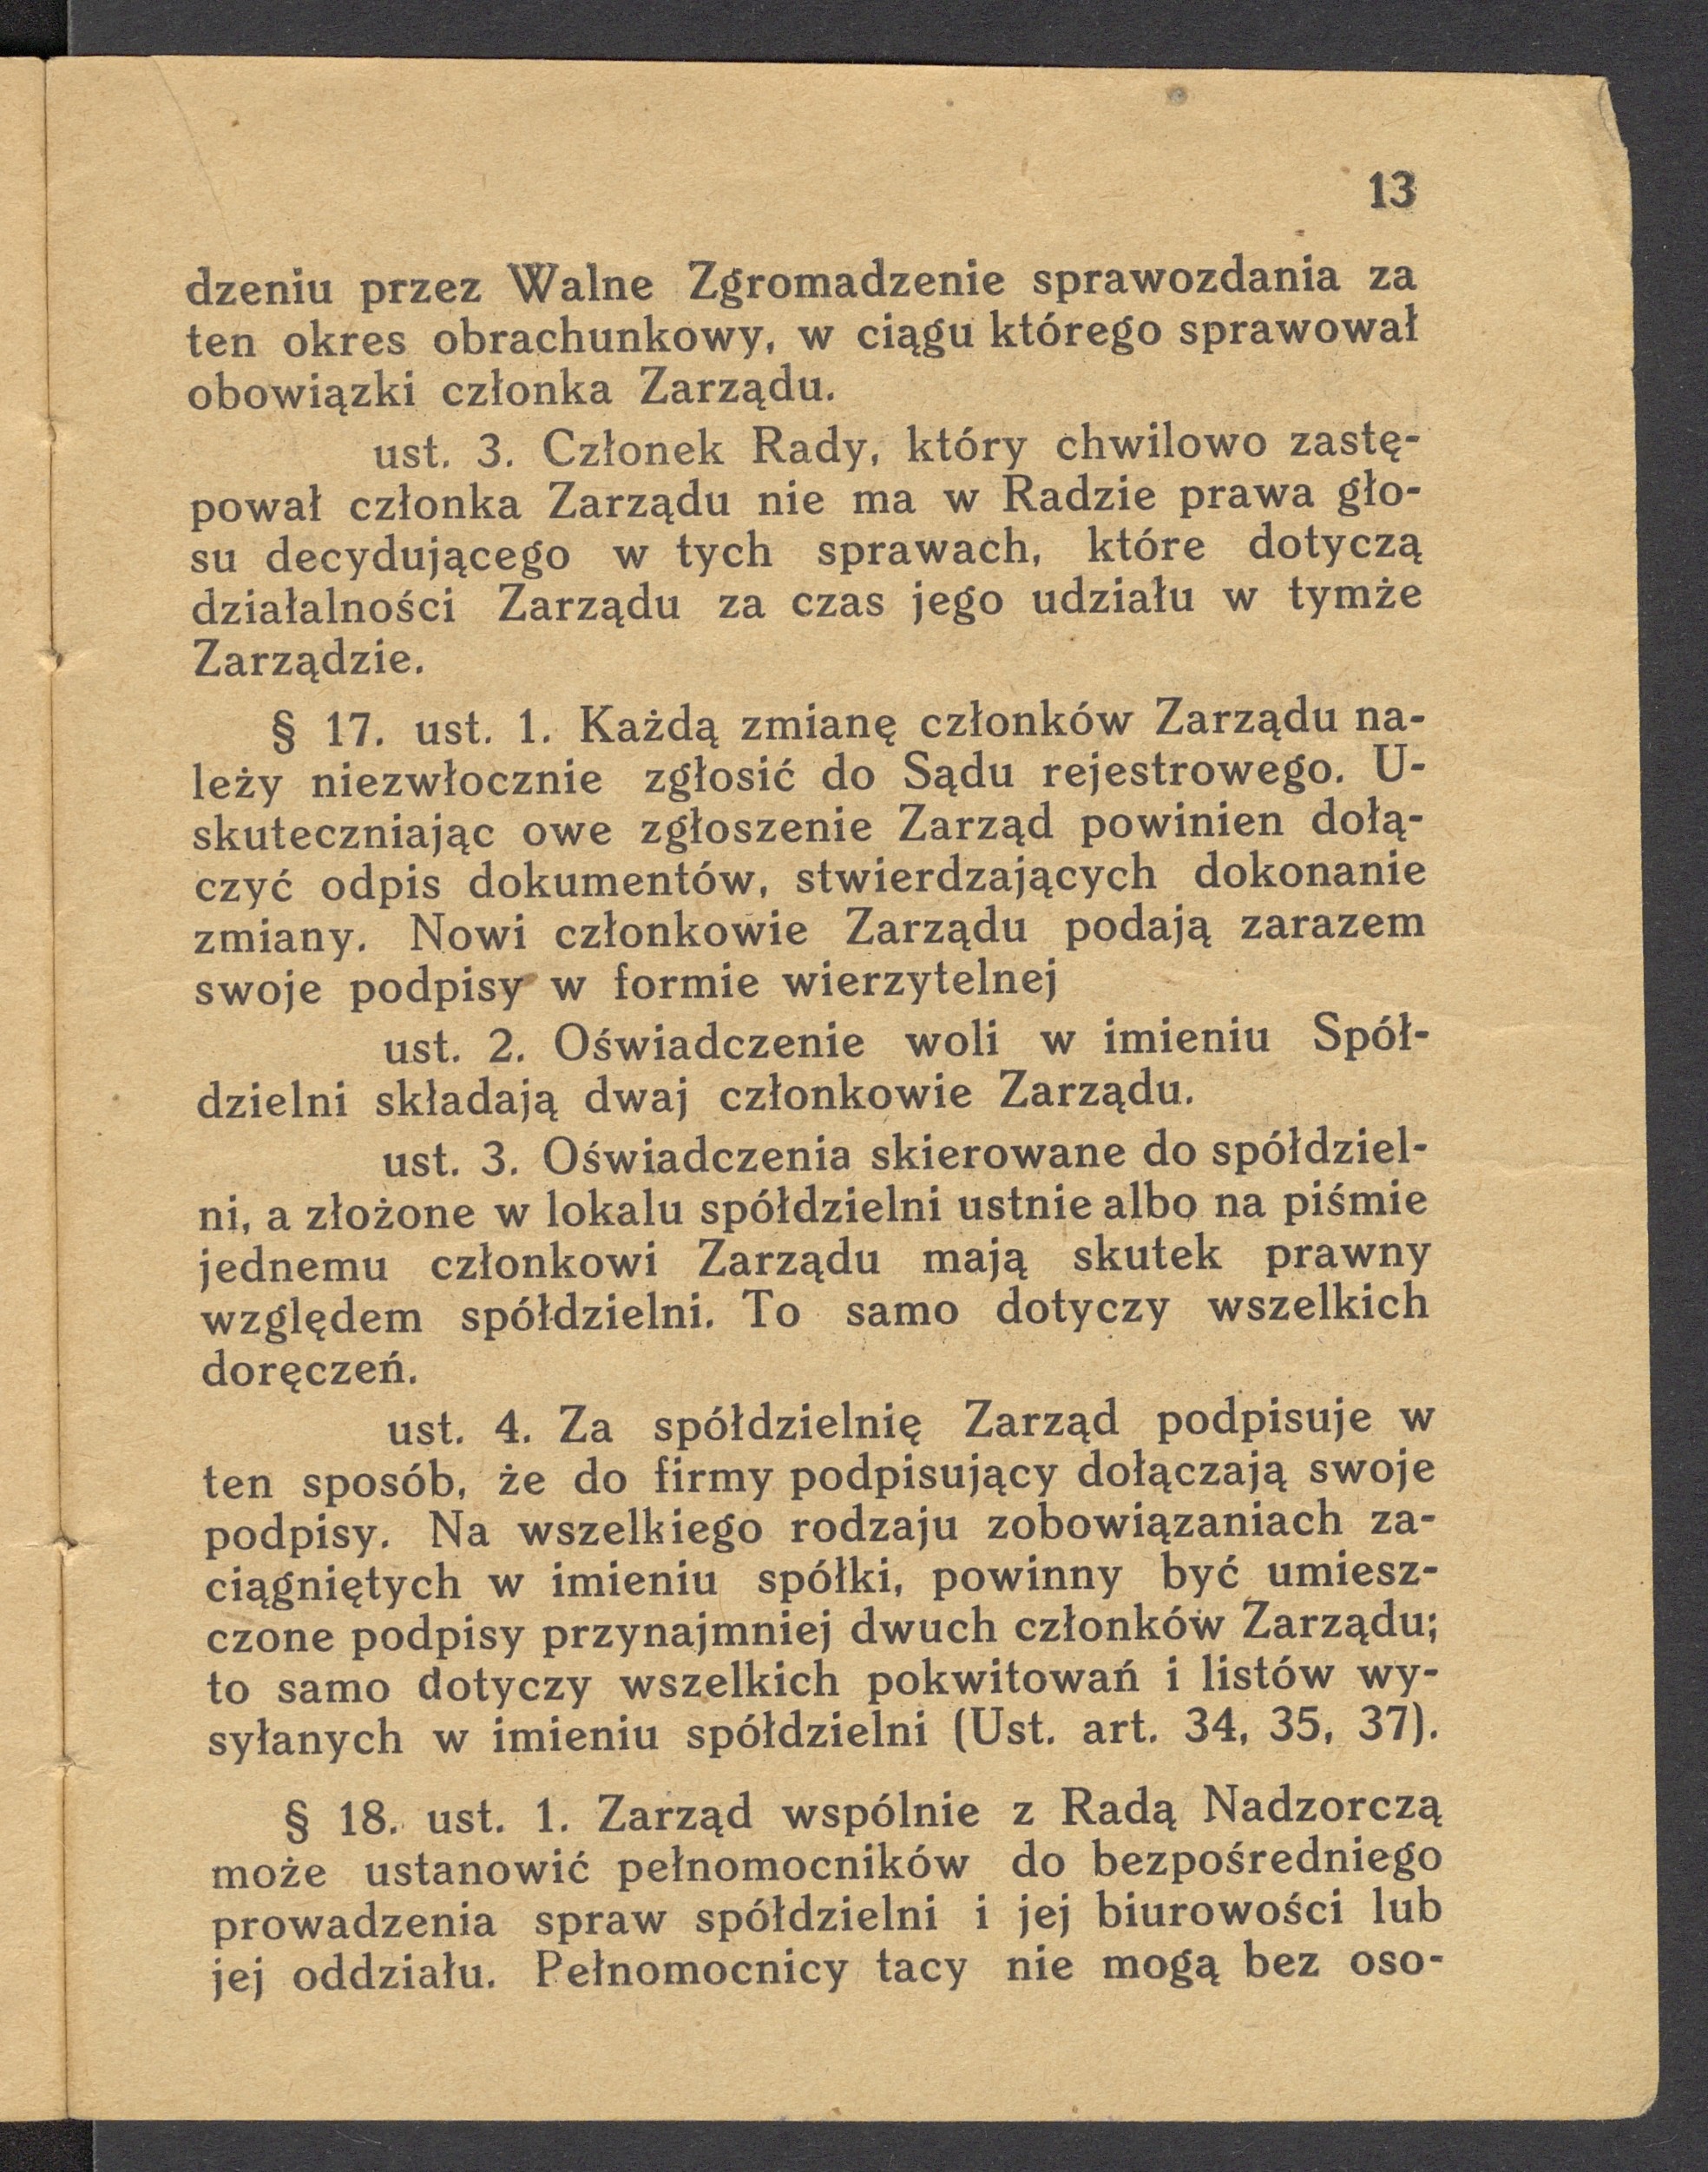 13
dzeniu przez Walne Zgromadzenie sprawozdania za
ten okres obrachunkowy, w ciągu którego sprawował
obowiązki członka Zarządu.
ust. 3. Członek Rady, który chwilowo zastę-
pował członka Zarządu nie ma w Radzie prawa gło-
su decydującego w tych sprawach, które dotyczą
działalności Zarządu za czas jego udziału w tymże
Zarządzie.
§ 17. ust. 1. Każdą zmianę członków Zarządu na-
leży niezwłocznie zgłosić do Sądu rejestrowego. U-
skuteczniając owe zgłoszenie Zarząd powinien dołą-
czyć odpis dokumentów, stwierdzających dokonanie
zmiany. Nowi członkowie Zarządu podają zarazem
swoje podpisy w formie wierzytelnej
ust. 2. Oświadczenie woli w imieniu Spół-
dzielni składają dwaj członkowie Zarządu.
ust. 3. Oświadczenia skierowane do spółdziel-
ni, a złożone w lokalu spółdzielni ustnie albo na piśmie
jednemu członkowi Zarządu mają skutek prawny
względem spółdzielni. To samo dotyczy wszelkich
doręczeń.
ust. 4. Za spółdzielnię Zarząd podpisuje w
ten sposób, że do firmy podpisujący dołączają swoje
podpisy. Na wszelkiego rodzaju zobowiązaniach za-
ciągniętych w imieniu spółki, powinny być umiesz-
czone podpisy przynajmniej dwuch członków Zarządu;
to samo dotyczy wszelkich pokwitowań i listów wy-
syłanych w imieniu spółdzielni (Ust. art. 34, 35, 37).
§ 18. ust. 1. Zarząd wspólnie z Radą Nadzorczą
może ustanowić pełnomocników do bezpośredniego
prowadzenia spraw spółdzielni i jej biurowości lub
jej oddziału. Pełnomocnicy tacy nie mogą bez oso-